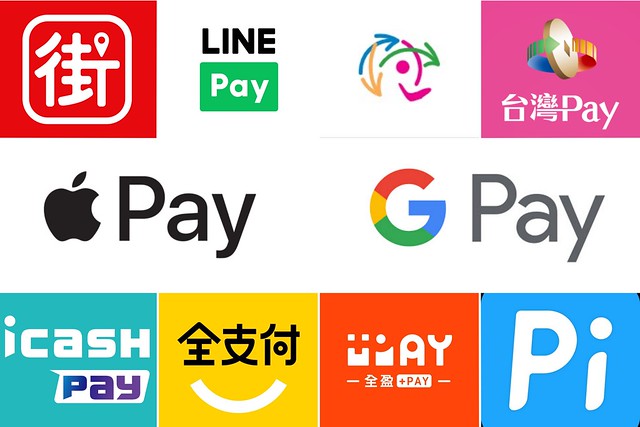 街
LINE
Pay
台灣Pay
Pay
G Pay
icash
Pay
全支付
PAY
全盈+PAY
Pi